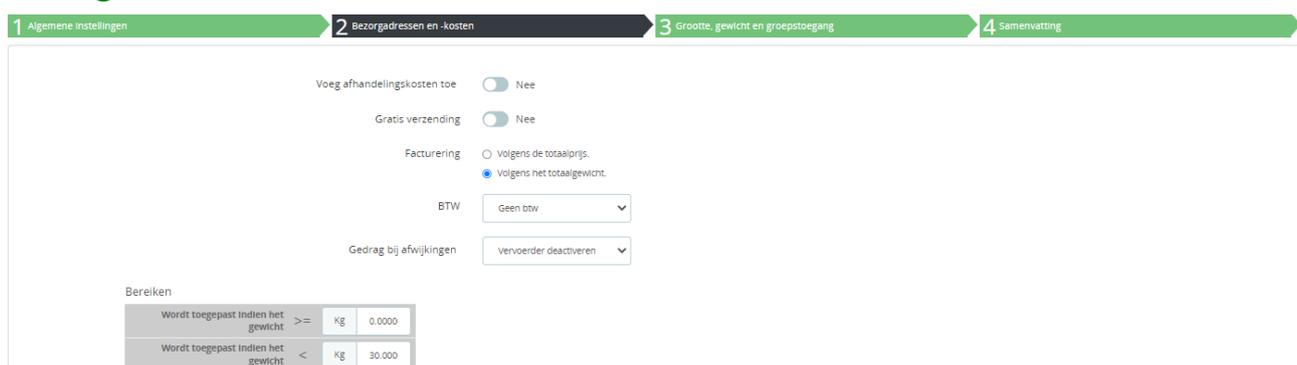 1 Algemene instellingen 2 Bezorgadressen en -kosten 3 Grootte, gewicht en groepstoegang 4 Samenvatting
Voeg afhandelingskosten toe Nee
Gratis verzending Nee
Facturering Volgens de totaalprijs.
Volgens het totaalgewicht.
BTW Geen btw
Gedrag bij afwijkingen Vervoerder deactiveren
Bereiken
Wordt toegepast indien het
gewicht >= Kg 0.0000
Wordt toegepast indien het
gewicht < Kg 30.000